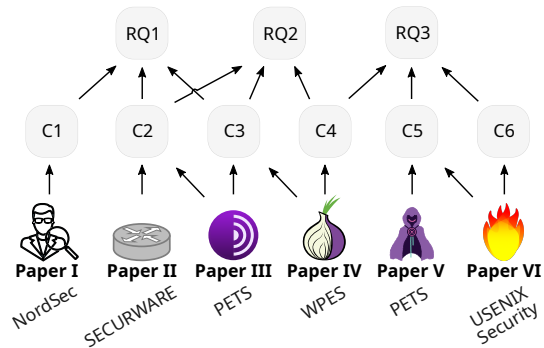 RQ1 RQ2 RQ3
C1 C2 C3 C4 C5 C6
Paper I Paper II Paper III Paper IV Paper V Paper VI
NordSec SECURWARE PETS WPES PETS USENIX
Security